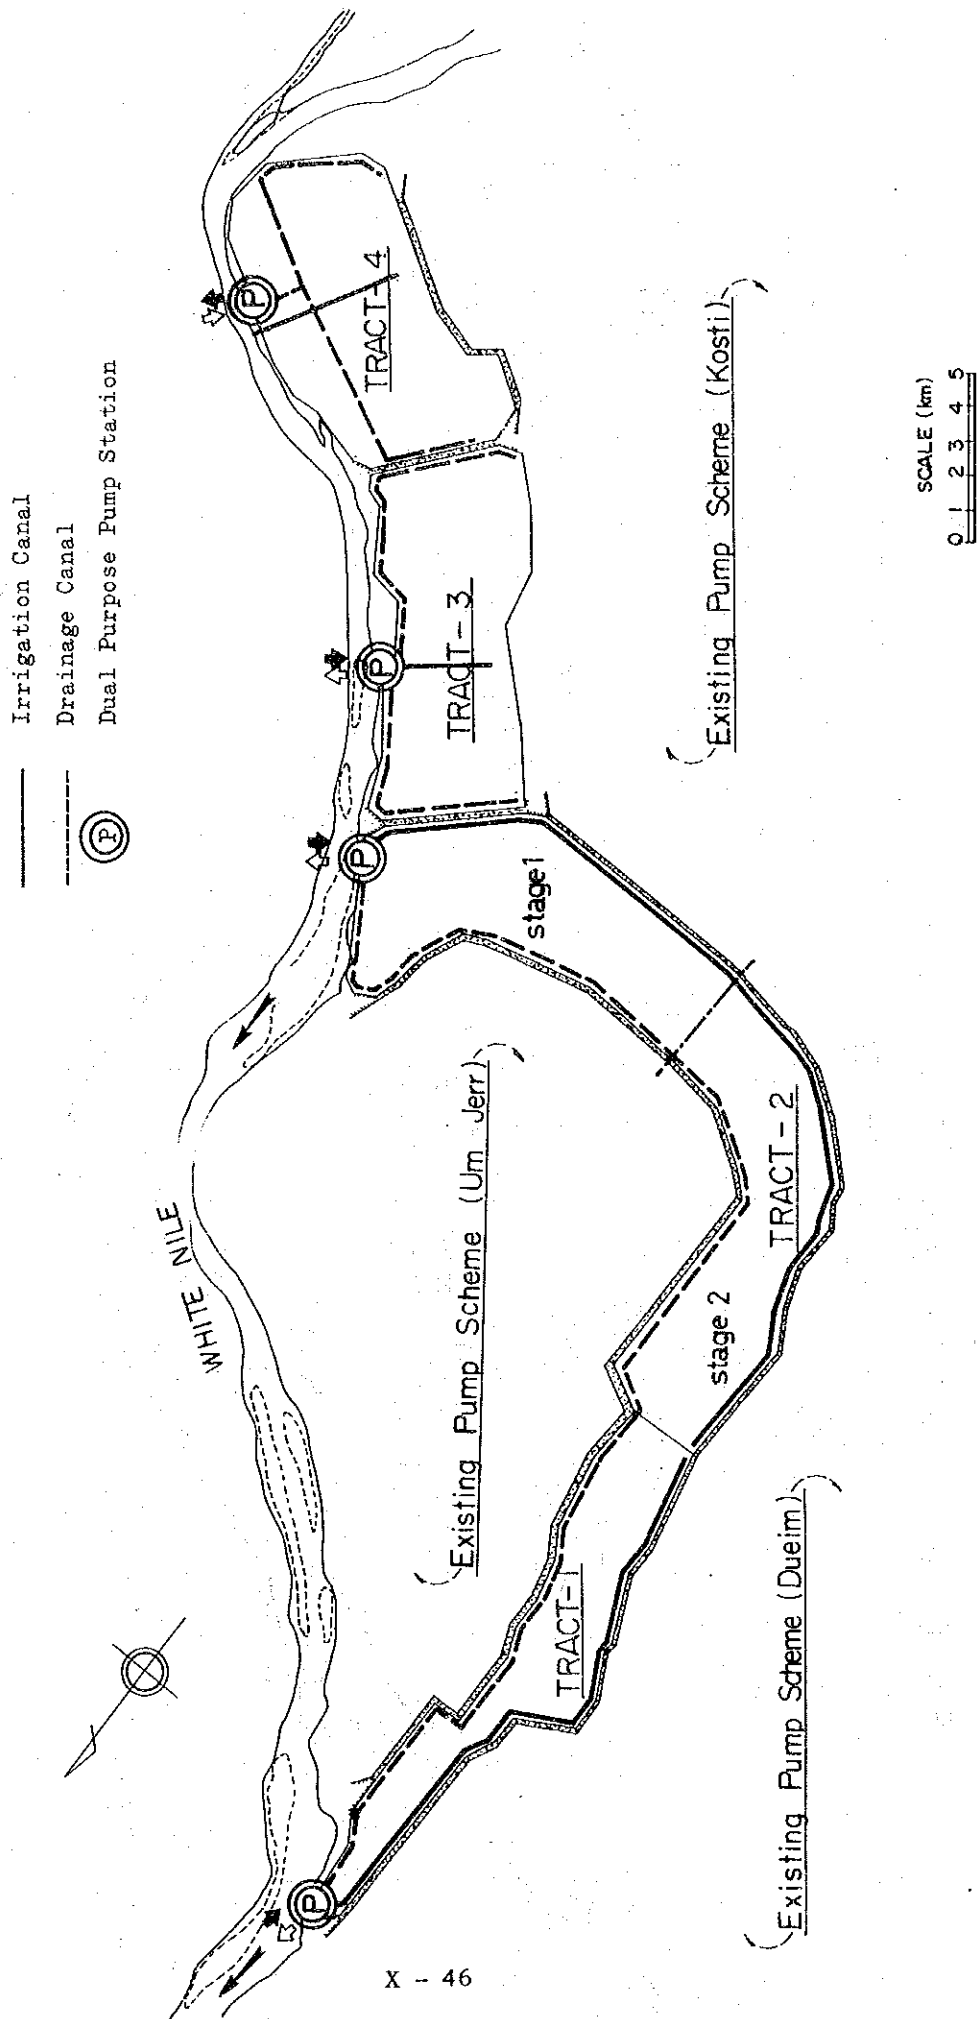 Irrigation Canal
Drainage Canal
P
Dual Purpose Pump Station
WHITE NILE
P
P
P
P
TRACT-1
TRACT-2
TRACT-3
TRACT-4
stage 1
stage 2
Existing Pump Scheme (Um Jerr)
Existing Pump Scheme (Dueim)
Existing Pump Scheme (Kosti)
SCALE (km)
0 1 2 3 4 5
X - 46